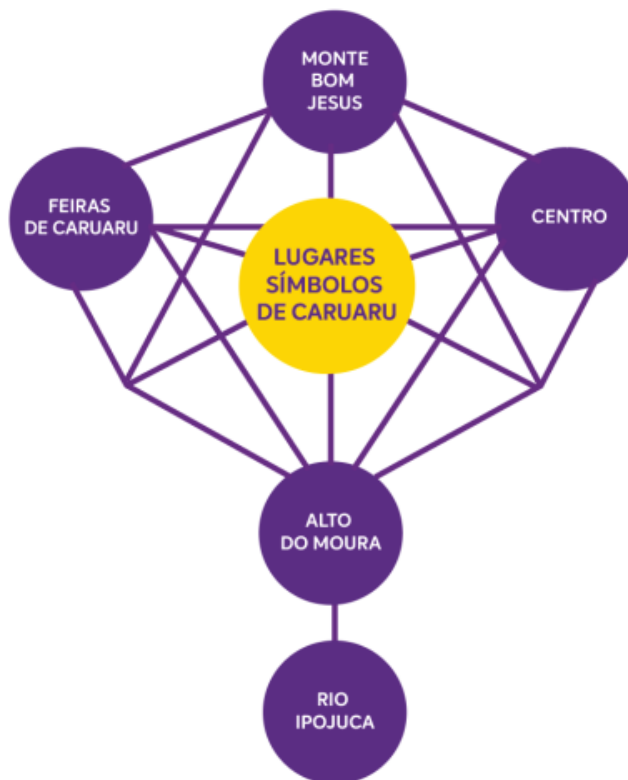 MONTE
BOM
JESUS
FEIRAS
DE CARUARU
CENTRO
LUGARES
SÍMBOLOS
DE CARUARU
ALTO
DO MOURA
RIO
IPOJUCA